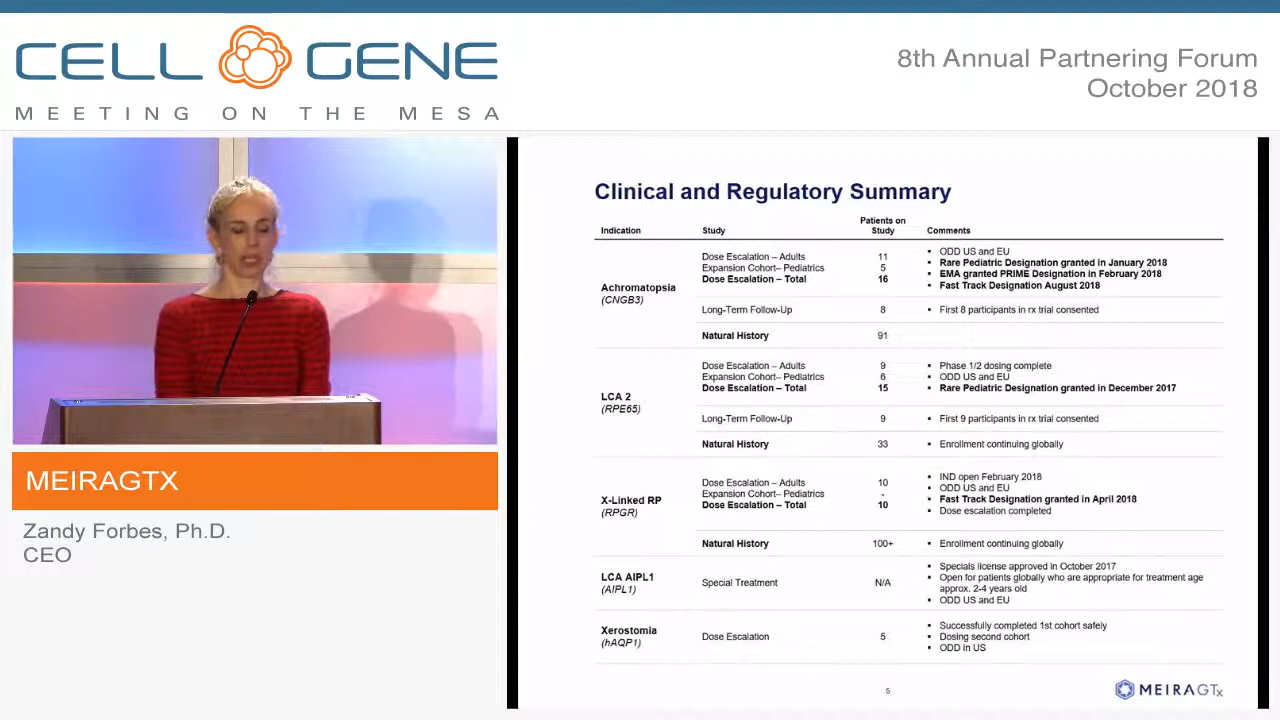 CELL GENE
MEETING ON THE MESA
8th Annual Partnering Forum
October 2018
MEIRAGTX
Zandy Forbes, Ph.D.
CEO
Clinical and Regulatory Summary
Indication Study Patients on Study Comments
Achromatopsia
(CNGB3)
Dose Escalation – Adults 11
Expansion Cohort– Pediatrics 5
Dose Escalation – Total 16
▪ ODD US and EU
▪ Rare Pediatric Designation granted in January 2018
▪ EMA granted PRIME Designation in February 2018
▪ Fast Track Designation August 2018
Long-Term Follow-Up 8 ▪ First 8 participants in rx trial consented
Natural History 91
LCA 2
(RPE65)
Dose Escalation – Adults 9
Expansion Cohort– Pediatrics 6
Dose Escalation – Total 15
▪ Phase 1/2 dosing complete
▪ ODD US and EU
▪ Rare Pediatric Designation granted in December 2017
Long-Term Follow-Up 9 ▪ First 9 participants in rx trial consented
Natural History 33 ▪ Enrollment continuing globally
X-Linked RP
(RPGR)
Dose Escalation – Adults 10
Expansion Cohort– Pediatrics -
Dose Escalation – Total 10
▪ IND open February 2018
▪ ODD US and EU
▪ Fast Track Designation granted in April 2018
▪ Dose escalation completed
Natural History 100+ ▪ Enrollment continuing globally
LCA AIPL1
(AIPL1)
Special Treatment N/A
▪ Specials license approved in October 2017
▪ Open for patients globally who are appropriate for treatment age
approx. 2-4 years old
▪ ODD US and EU
Xerostomia
(hAQP1)
Dose Escalation 5
▪ Successfully completed 1st cohort safely
▪ Dosing second cohort
▪ ODD in US
5
MEIRAGTx